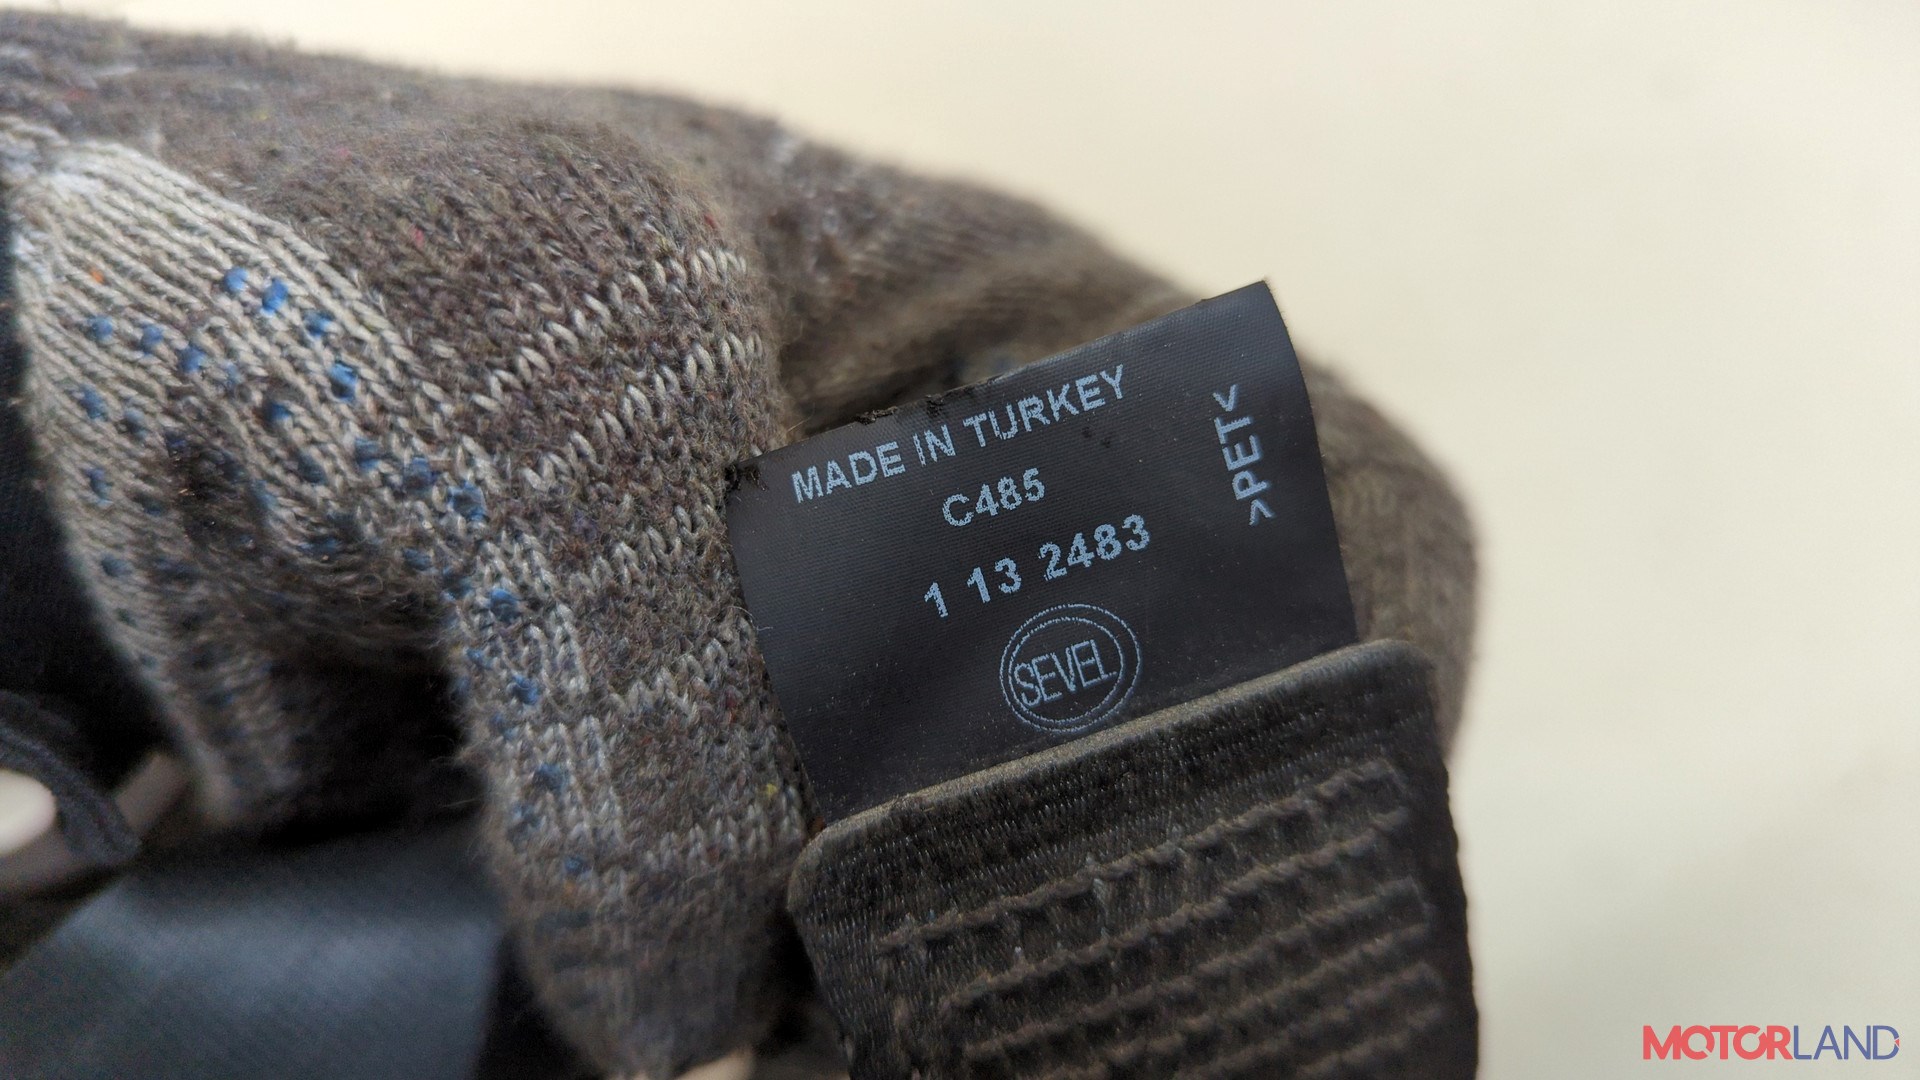 MADE IN TURKEY
C485
1 13 2483
SEVEL
>PET<
MOTORLAND